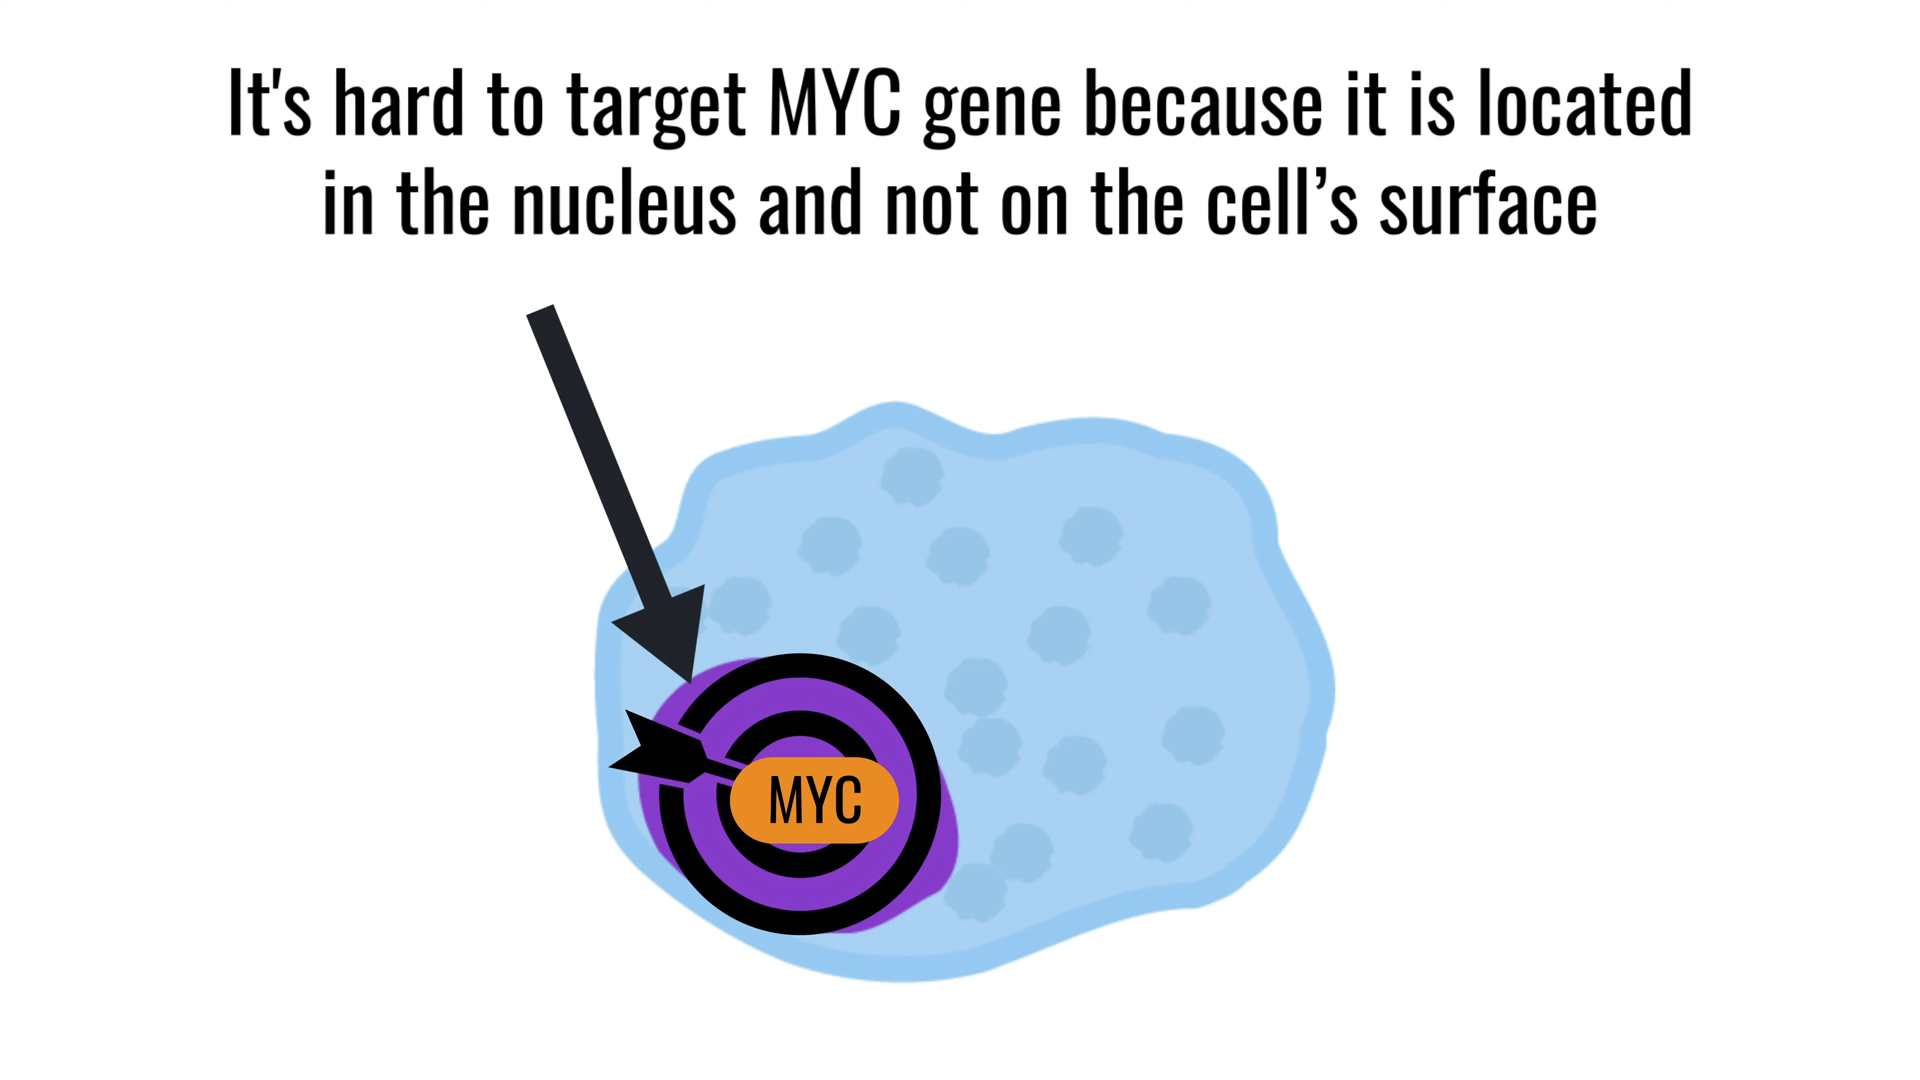 It's hard to target MYC gene because it is located
in the nucleus and not on the cell’s surface
MYC